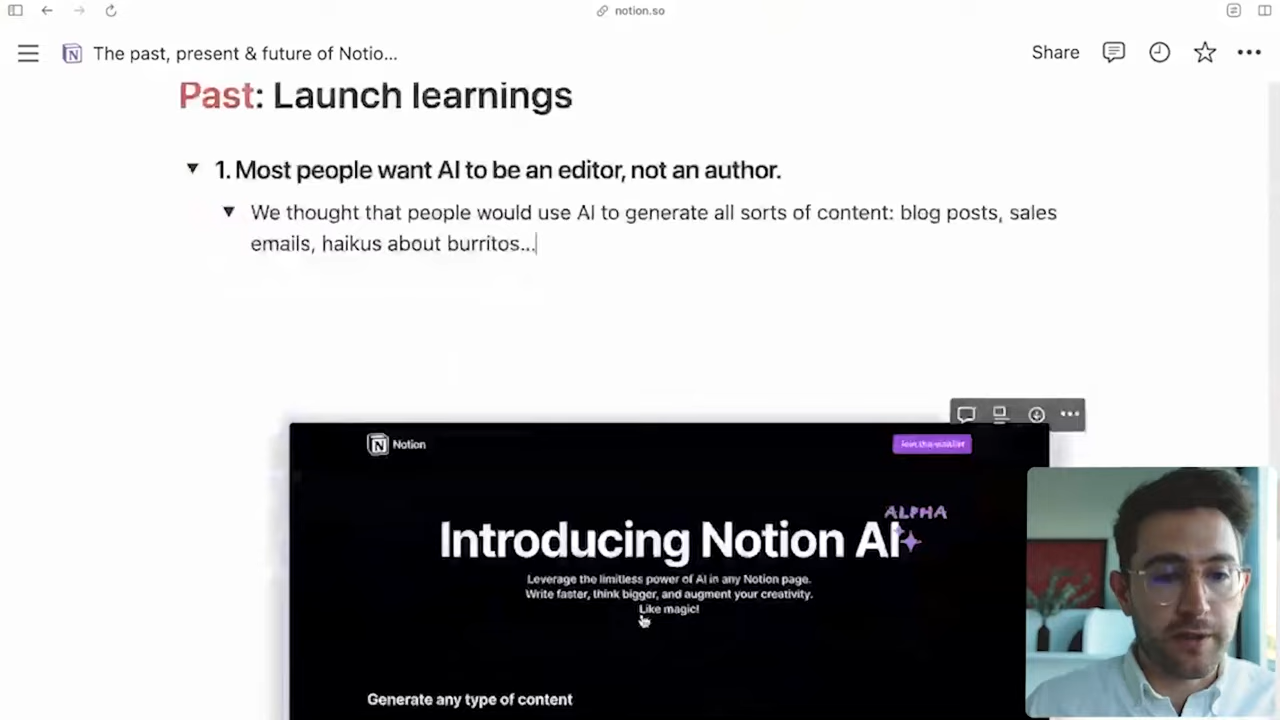 notion.so
The past, present & future of Notio...
Share
Past: Launch learnings
1. Most people want AI to be an editor, not an author.
We thought that people would use AI to generate all sorts of content: blog posts, sales
emails, haikus about burritos...
Notion
Join the waitlist
ALPHA
Introducing Notion AI
Leverage the limitless power of AI in any Notion page.
Write faster, think bigger, and augment your creativity.
Like magic!
Generate any type of content